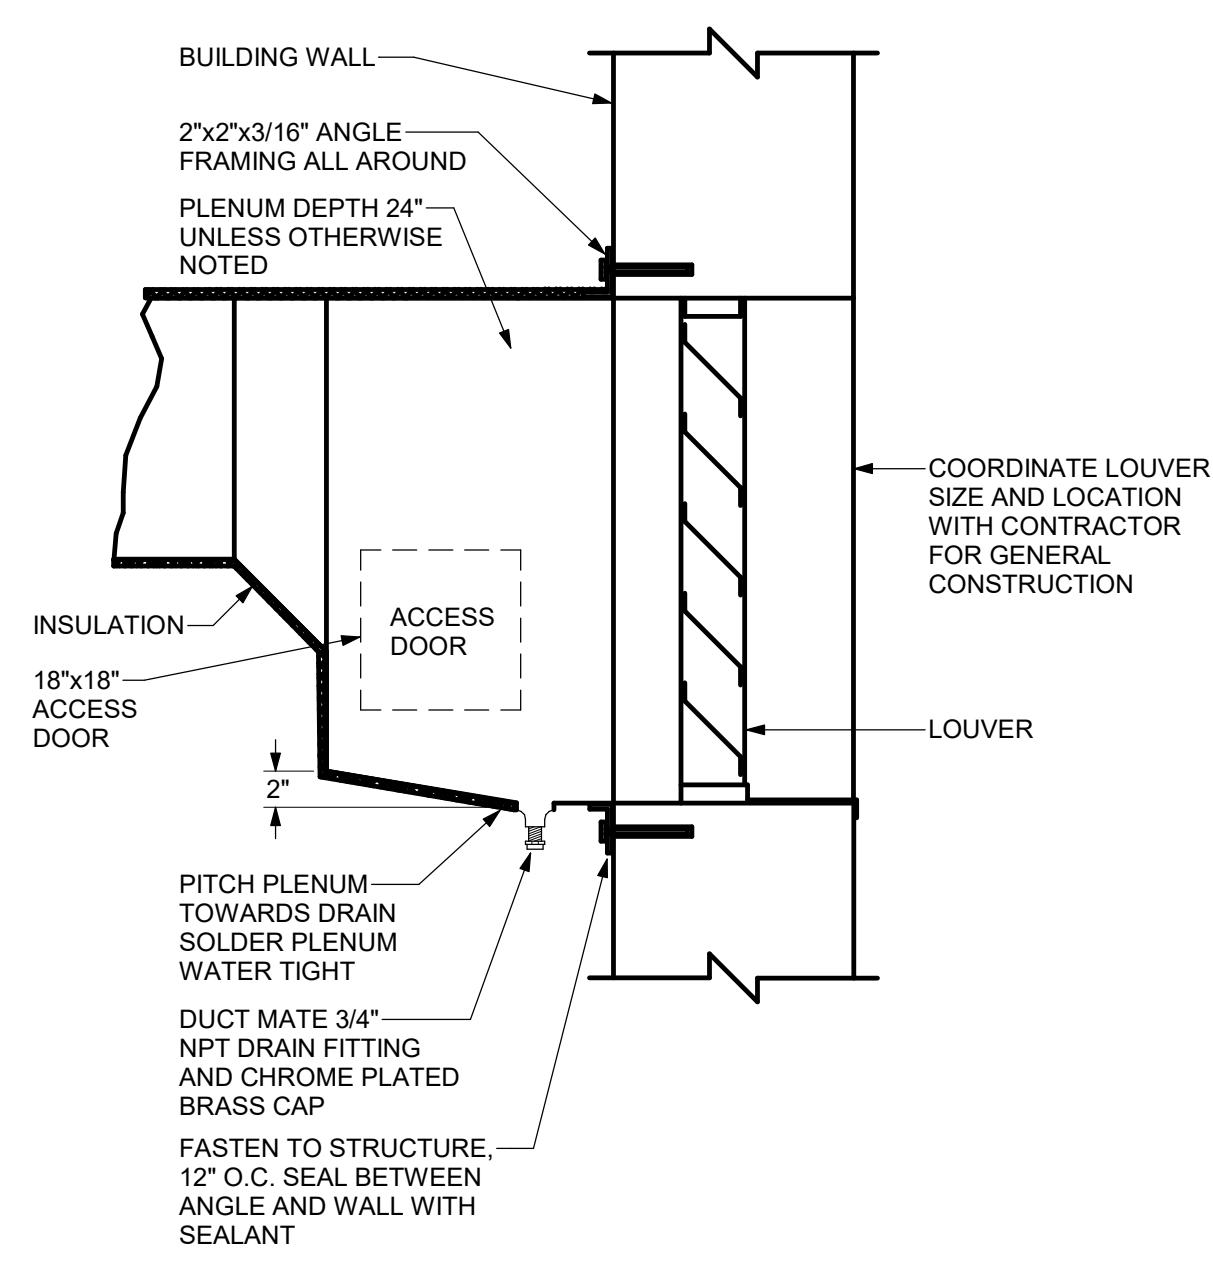 BUILDING WALL
2"x2"x3/16" ANGLE
FRAMING ALL AROUND
PLENUM DEPTH 24"
UNLESS OTHERWISE
NOTED
COORDINATE LOUVER
SIZE AND LOCATION
WITH CONTRACTOR
FOR GENERAL
CONSTRUCTION
ACCESS
DOOR
INSULATION
18"x18"
ACCESS
DOOR
LOUVER
2"
PITCH PLENUM
TOWARDS DRAIN
SOLDER PLENUM
WATER TIGHT
DUCT MATE 3/4"
NPT DRAIN FITTING
AND CHROME PLATED
BRASS CAP
FASTEN TO STRUCTURE,
12" O.C. SEAL BETWEEN
ANGLE AND WALL WITH
SEALANT